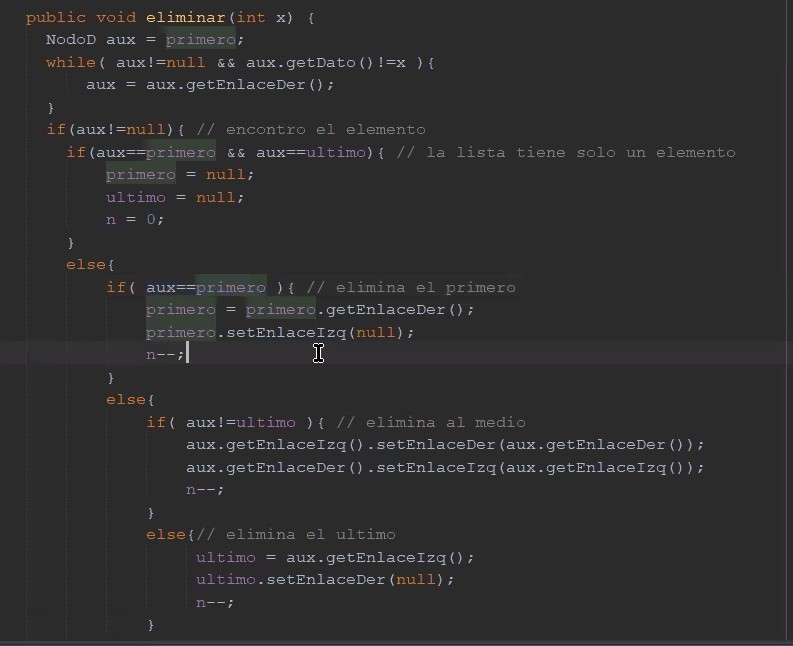 public void eliminar(int x) {
NodoD aux = primero;
while( aux!=null && aux.getDato()!=x ){
aux = aux.getEnlaceDer();
}
if(aux!=null){ // encontro el elemento
if(aux==primero && aux==ultimo){ // la lista tiene solo un elemento
primero = null;
ultimo = null;
n = 0;
}
else{
if( aux==primero ){ // elimina el primero
primero = primero.getEnlaceDer();
primero.setEnlaceIzq(null);
n--;
}
else{
if( aux!=ultimo ){ // elimina al medio
aux.getEnlaceIzq().setEnlaceDer(aux.getEnlaceDer());
aux.getEnlaceDer().setEnlaceIzq(aux.getEnlaceIzq());
n--;
}
else{// elimina el ultimo
ultimo = aux.getEnlaceIzq();
ultimo.setEnlaceDer(null);
n--;
}